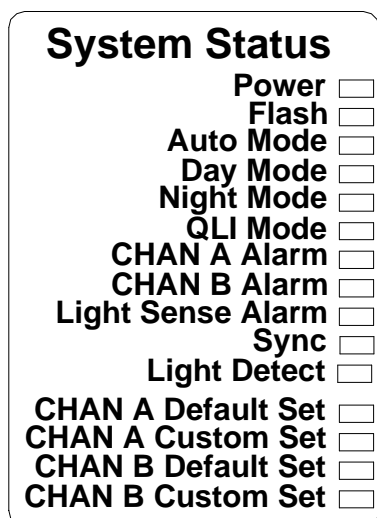 System Status
Power
Flash
Auto Mode
Day Mode
Night Mode
QLI Mode
CHAN A Alarm
CHAN B Alarm
Light Sense Alarm
Sync
Light Detect
CHAN A Default Set
CHAN A Custom Set
CHAN B Default Set
CHAN B Custom Set